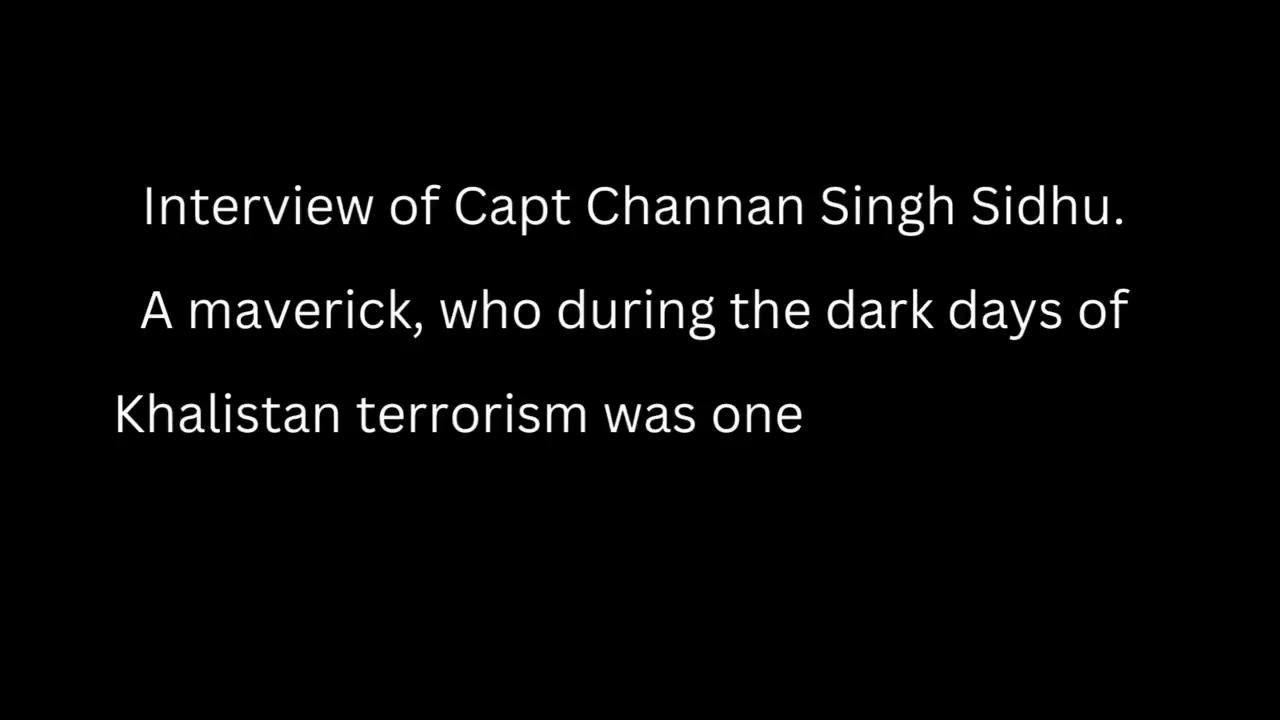 Interview of Capt Channan Singh Sidhu.
A maverick, who during the dark days of
Khalistan terrorism was one